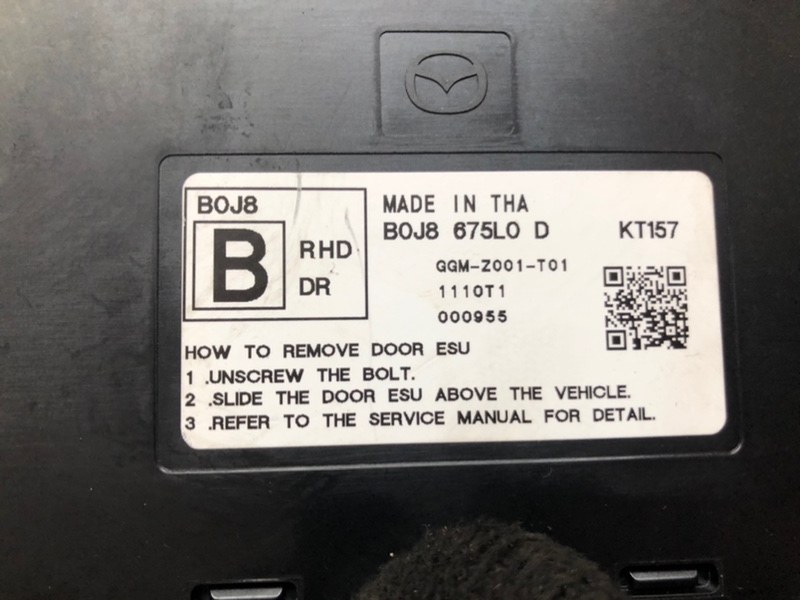 B0J8
B
RHD
DR
MADE IN THA
B0J8 675L0 D
KT157
GGM-Z001-T01
1110T1
000955
HOW TO REMOVE DOOR ESU
1 .UNSCREW THE BOLT.
2 .SLIDE THE DOOR ESU ABOVE THE VEHICLE.
3 .REFER TO THE SERVICE MANUAL FOR DETAIL.